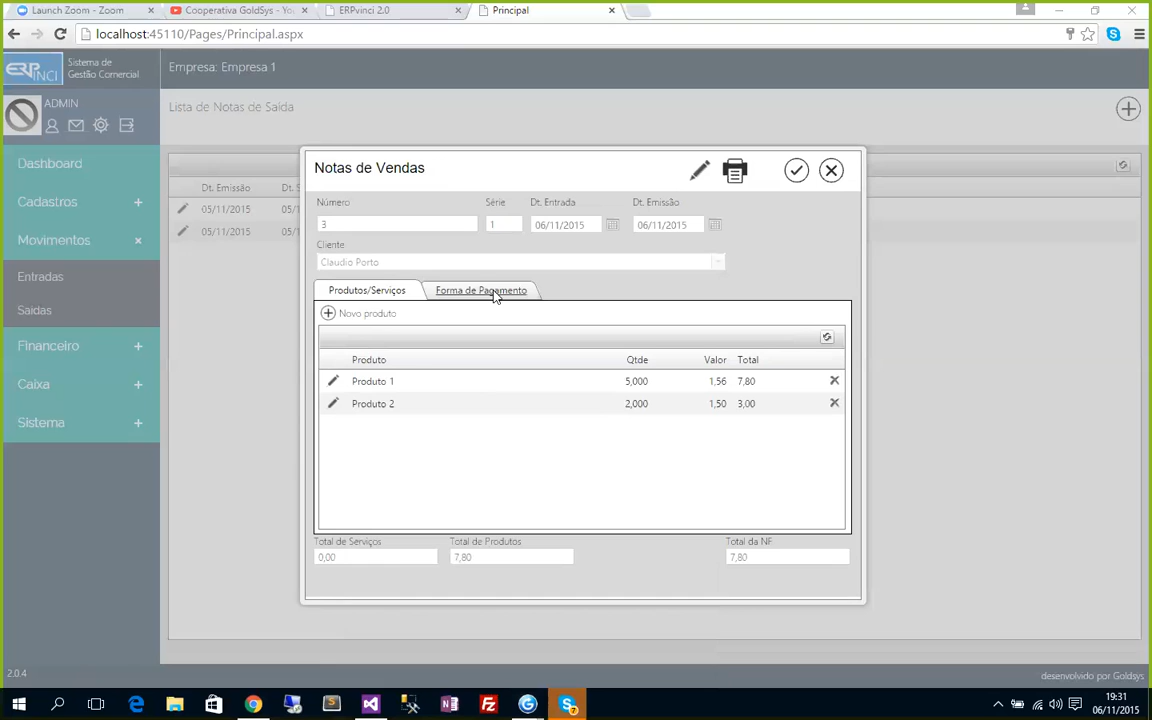 Launch Zoom - Zoom
Cooperativa GoldSys - Yo
ERPvinci 2.0
Principal
localhost:45110/Pages/Principal.aspx
ERPINCI
Sistema de
Gestão Comercial
Empresa: Empresa 1
ADMIN
Lista de Notas de Saída
Dashboard
Cadastros +
Movimentos ×
Entradas
Saídas
Financeiro +
Caixa +
Sistema +
Dt. Emissão Dt. S
05/11/2015 05/1
05/11/2015 05/1
Notas de Vendas
Número Série Dt. Entrada Dt. Emissão
3 1 06/11/2015 06/11/2015
Cliente
Claudio Porto
Produtos/Serviços Forma de Pagamento
Novo produto
Produto Qtde Valor Total
Produto 1 5,000 1,56 7,80
Produto 2 2,000 1,50 3,00
Total de Serviços Total de Produtos Total da NF
0,00 7,80 7,80
2.0.4
desenvolvido por Goldsys
19:31
06/11/2015